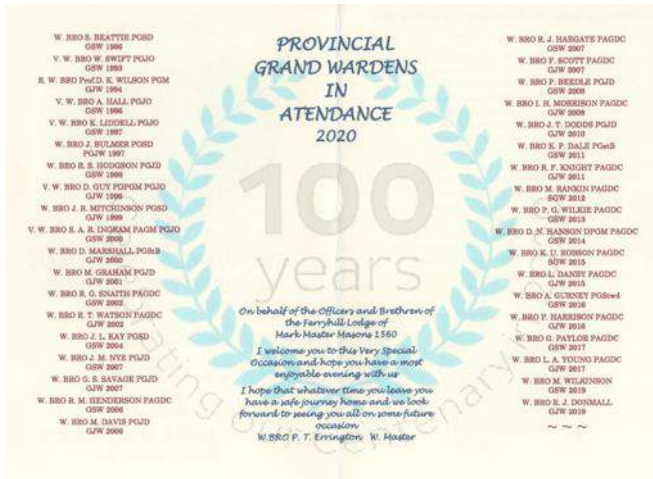 W. BRO S. BEATTIE PGSD
GSW 1986
V. W. BRO W. SWIFT PGJO
GSW 1993
R. W. BRO Prof D. K. WILSON PGM
GJW 1994
V. W. BRO A. HALL PGJO
GSW 1996
V. W. BRO K. LIDDELL PGJO
GSW 1997
W. BRO J. BULMER PGSD
PGJW 1997
W. BRO R. S. HODGSON PGJD
GSW 1998
V. W. BRO D. GUY PDPGM PGJO
GJW 1998
W. BRO J. B. MITCHINSON PGSD
GJW 1999
V. W. BRO S. A. R. INGRAM PAGM PGJO
GSW 2000
W. BRO D. MARSHALL PGStB
GJW 2000
W. BRO M. GRAHAM PGJD
GJW 2001
W. BRO R. G. SNAITH PAGDC
GSW 2002
W. BRO R. T. WATSON PAGDC
GJW 2002
W. BRO J. L. KAY PGSD
GSW 2004
W. BRO J. M. NYE PGJD
GSW 2007
W. BRO G. S. SAVAGE PGJD
GJW 2007
W. BRO R. M. HENDERSON PAGDC
GSW 2006
W. BRO M. DAVIS PGJD
GJW 2006
PROVINCIAL
GRAND WARDENS
IN
ATENDANCE
2020
100
years
ating our centenary
On behalf of the Officers and Brethren of
the Ferryhill Lodge of
Mark Master Masons 1560
I welcome you to this Very Special
Occasion and hope you have a most
enjoyable evening with us
I hope that whatever time you leave you
have a safe journey home and we look
forward to seeing you all on some future
occasion
W.BRO P. T. Errington W. Master
W. BRO R. J. HARGATE PAGDC
GSW 2007
W. BRO F. SCOTT PAGDC
GJW 2007
W. BRO P. BEEDLE PGJD
GSW 2008
W. BRO I. H. MORRISON PAGDC
GJW 2008
W. BRO J. T. DODDS PGJD
GJW 2010
W. BRO K. P. DALE PGstB
GSW 2011
W. BRO R. F. KNIGHT PAGDC
GJW 2011
W. BRO M. RANKIN PAGDC
SGW 2012
W. BRO P. G. WILKIE PAGDC
GSW 2013
W. BRO D. N. HANSON DPGM PAGDC
GSW 2014
W. BRO K. U. ROBSON PAGDC
SGW 2015
W. BRO L. DANBY PAGDC
GJW 2015
W. BRO A. GURNEY PGStwd
GSW 2016
W. BRO P. HARRISON PAGDC
GJW 2016
W. BRO G. PAYLOR PAGDC
GSW 2017
W. BRO L. A. YOUNG PAGDC
GJW 2017
W. BRO M. WILKINSON
GSW 2019
W. BRO R. J. DONMALL
GJW 2019
~ ~ ~